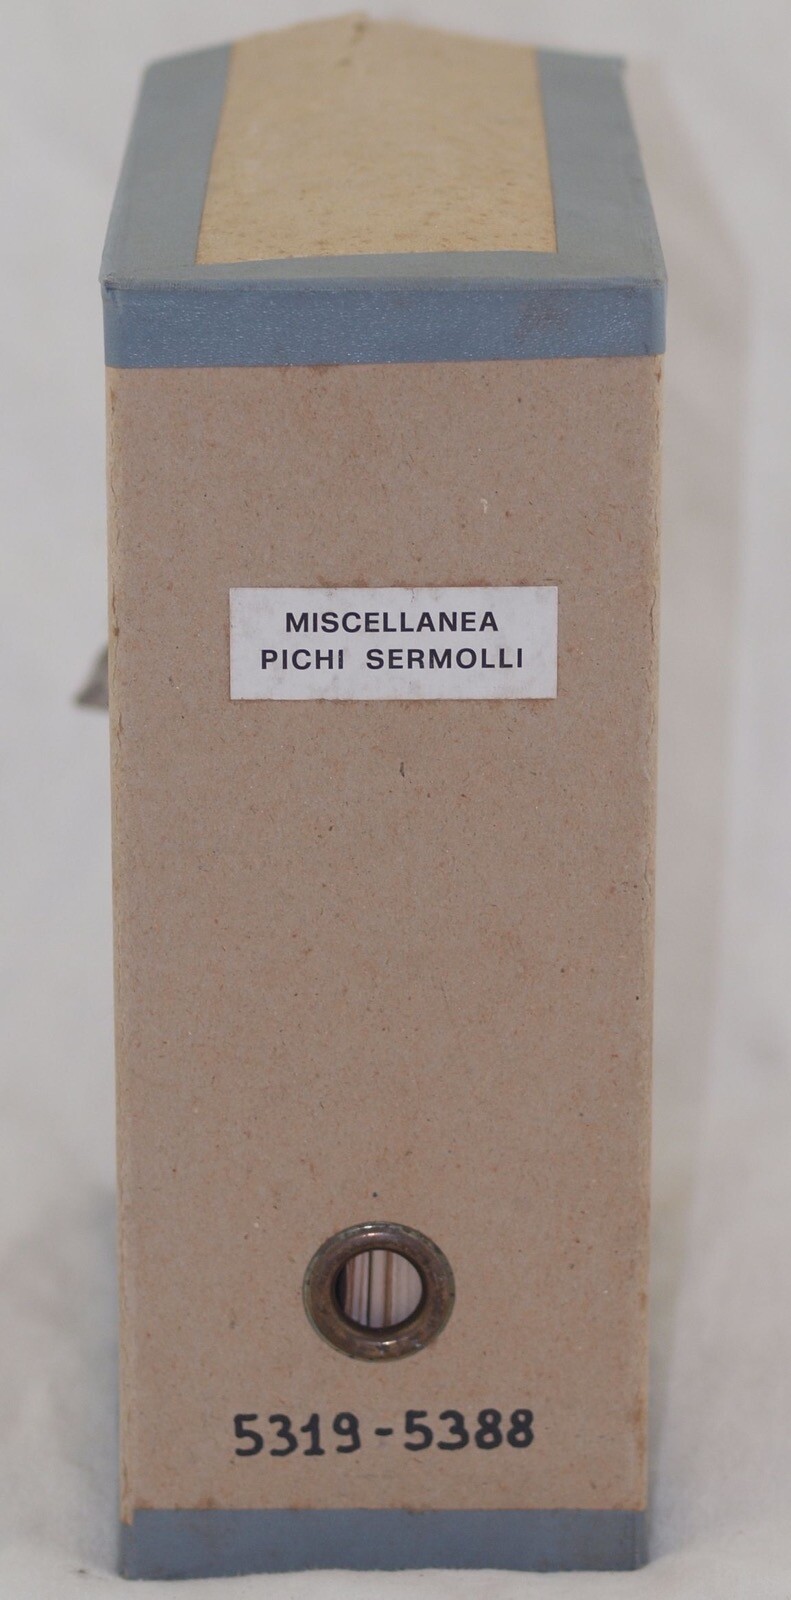 MISCELLANEA
PICHI SERMOLLI
5319-5388